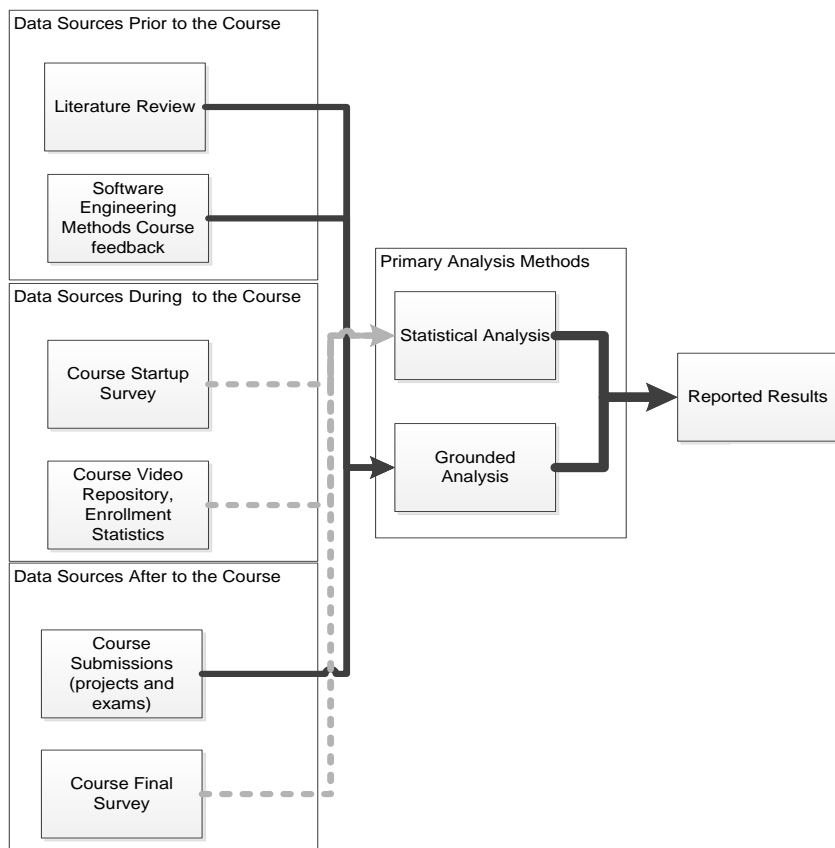 Data Sources Prior to the Course
Literature Review
Software
Engineering
Methods Course
feedback
Data Sources During  to the Course
Course Startup
Survey
Course Video
Repository,
Enrollment
Statistics
Data Sources After to the Course
Course
Submissions
(projects and
exams)
Course Final
Survey
Primary Analysis Methods
Statistical Analysis
Grounded
Analysis
Reported Results